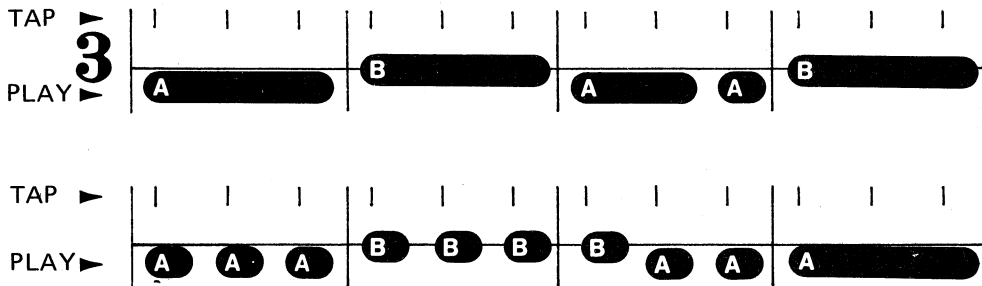 TAP ►
3
B B
PLAY ► A A A
TAP ►
B B B B
PLAY ► A A A A A A